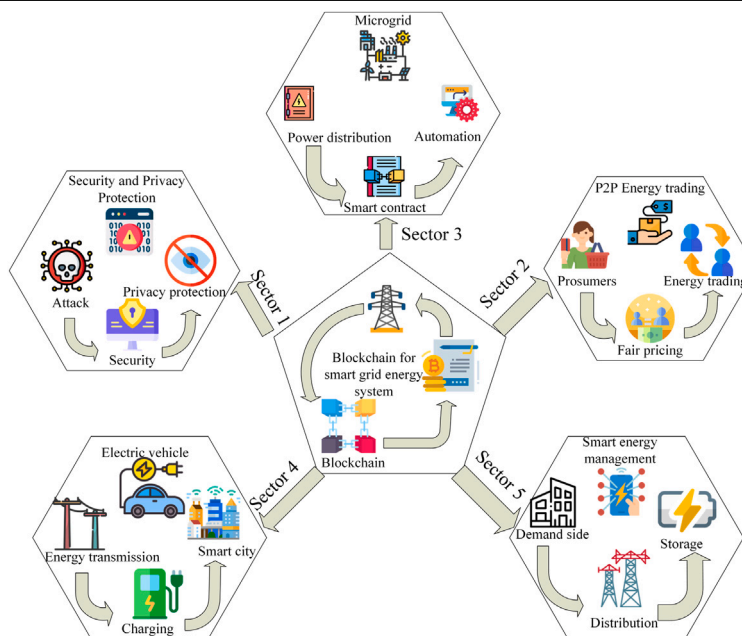 Microgrid
Power distribution
Automation
Smart contract
Sector 3
Security and Privacy
Protection
Attack
Privacy protection
Security
Sector 1
P2P Energy trading
Prosumers
Energy trading
Fair pricing
Sector 2
Blockchain for
smart grid energy
system
Blockchain
Electric vehicle
Energy transmission
Smart city
Charging
Sector 4
Smart energy
management
Demand side
Storage
Distribution
Sector 5